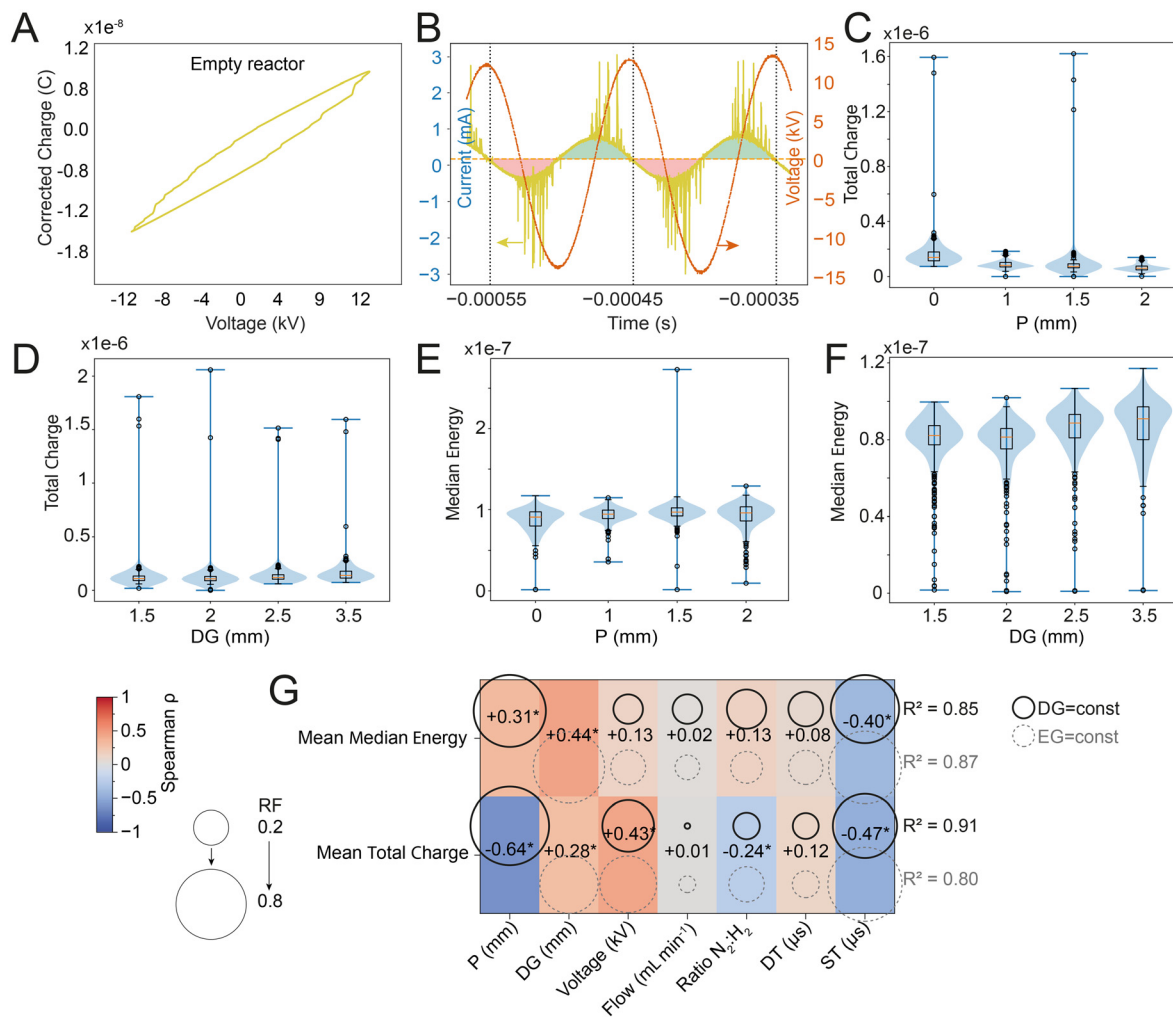 A
x1e⁻⁸
Corrected Charge (C)
1.2
0.8
0.0
-0.8
-1.2
-1.8
Empty reactor
-12 -7 -4 0 4 9 13
Voltage (kV)
B
Current (mA)
3
2
1
0
−1
−2
−3
Voltage (kV)
15
10
5
0
−5
−10
−15
−0.00055 −0.00045 −0.00035
Time (s)
C
x1e-6
Total Charge
1.6
1.2
0.6
0
0 1 1.5 2
P (mm)
D
x1e-6
Total Charge
2
1.5
1
0.5
0
1.5 2 2.5 3.5
DG (mm)
E
x1e-7
Median Energy
2
1
0
0 1 1.5 2
P (mm)
F
x1e-7
Median Energy
1.2
0.8
0.4
0
1.5 2 2.5 3.5
DG (mm)
G
Spearman ρ
1
0.5
0
−0.5
−1
RF
0.2
0.8
Mean Median Energy
+0.31* +0.44* +0.13 +0.02 +0.13 +0.08 -0.40*
R² = 0.85
R² = 0.87
Mean Total Charge
-0.64* +0.28* +0.43* +0.01 -0.24* +0.12 -0.47*
R² = 0.91
R² = 0.80
P (mm)
DG (mm)
Voltage (kV)
Flow (mL min⁻¹)
Ratio N₂:H₂
DT (µs)
ST (µs)
DG=const
EG=const